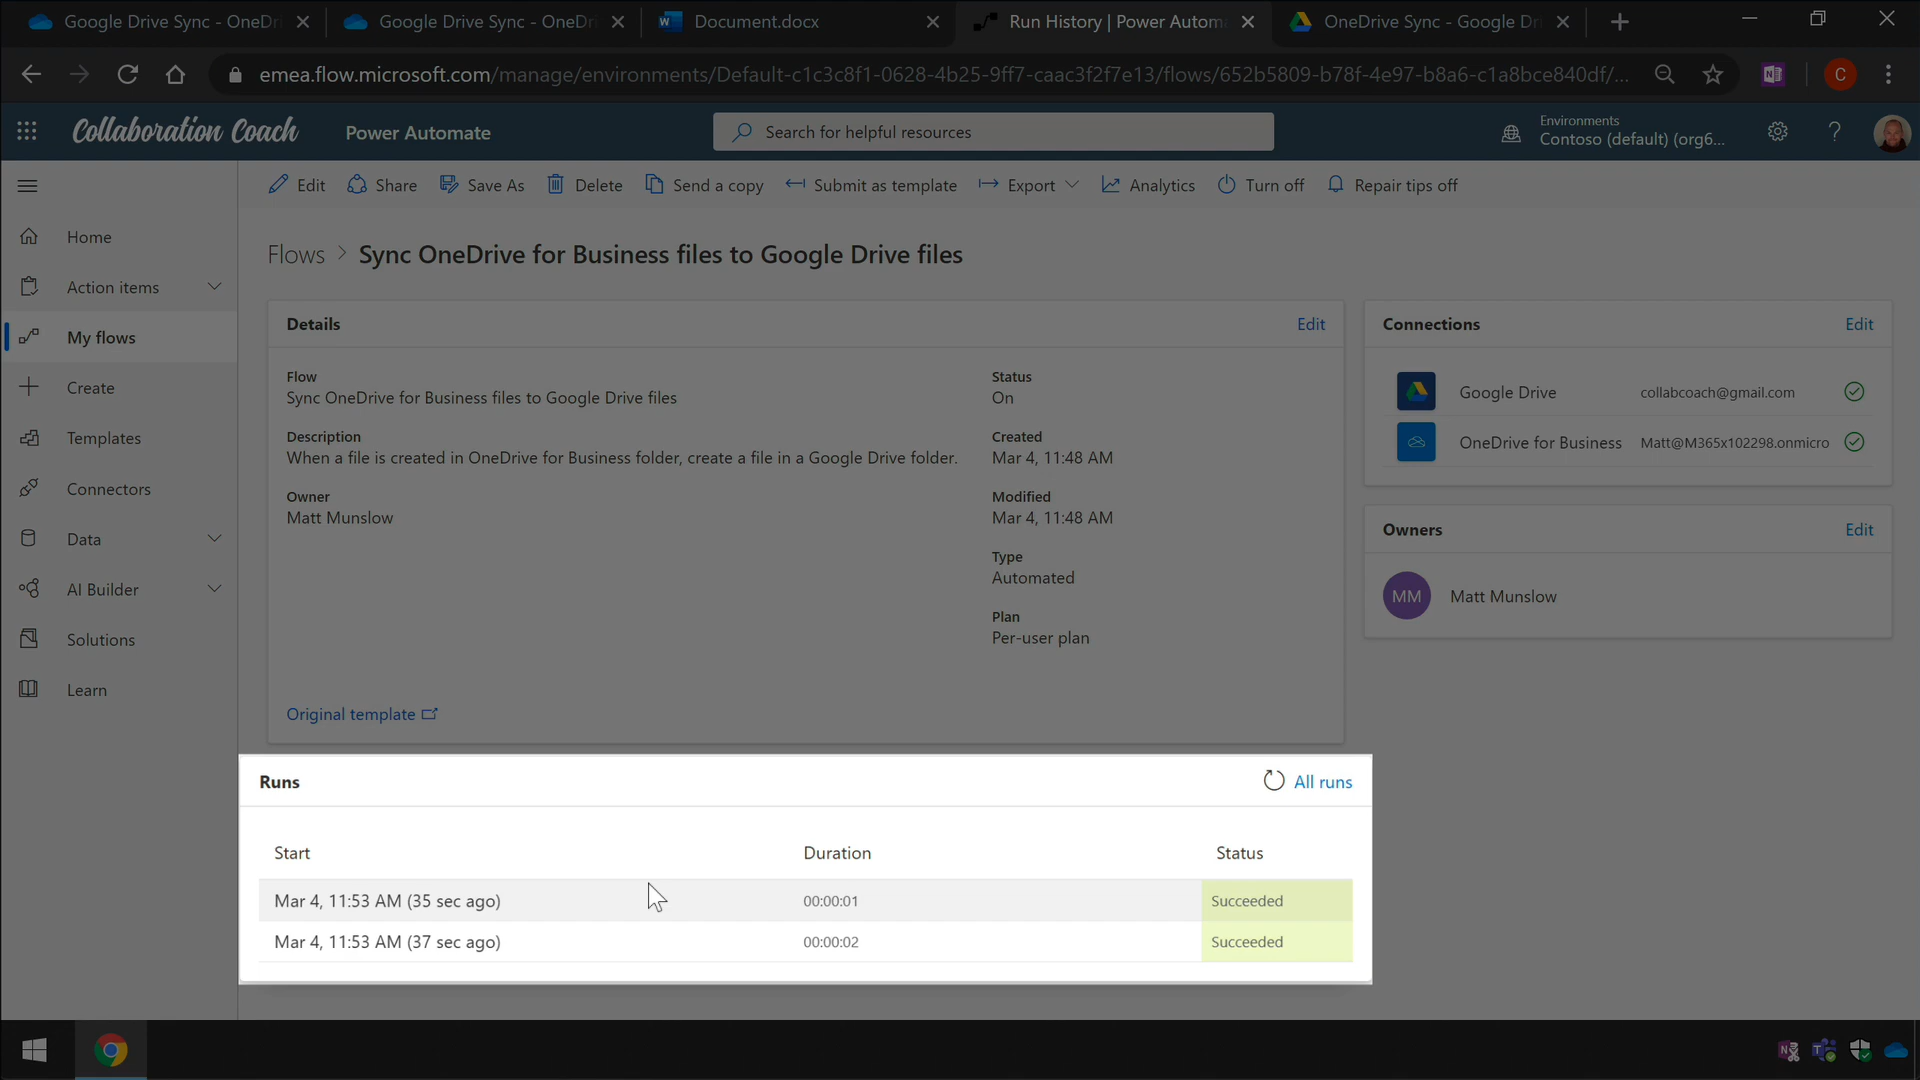 Google Drive Sync - OneDri
Google Drive Sync - OneDri
Document.docx
Run History | Power Automa
OneDrive Sync - Google Dri
emea.flow.microsoft.com/manage/environments/Default-c1c3c8f1-0628-4b25-9ff7-caac3f2f7e13/flows/652b5809-b78f-4e97-b8a6-c1a8bce840df/...
C
Collaboration Coach
Power Automate
Search for helpful resources
Environments
Contoso (default) (org6...
Edit
Share
Save As
Delete
Send a copy
Submit as template
Export
Analytics
Turn off
Repair tips off
Home
Action items
My flows
Create
Templates
Connectors
Data
AI Builder
Solutions
Learn
Flows > Sync OneDrive for Business files to Google Drive files
Details
Edit
Flow
Sync OneDrive for Business files to Google Drive files
Description
When a file is created in OneDrive for Business folder, create a file in a Google Drive folder.
Owner
Matt Munslow
Status
On
Created
Mar 4, 11:48 AM
Modified
Mar 4, 11:48 AM
Type
Automated
Plan
Per-user plan
Original template
Connections
Edit
Google Drive
collabcoach@gmail.com
OneDrive for Business
Matt@M365x102298.onmicro
Owners
Edit
MM
Matt Munslow
Runs
All runs
Start
Duration
Status
Mar 4, 11:53 AM (35 sec ago)
00:00:01
Succeeded
Mar 4, 11:53 AM (37 sec ago)
00:00:02
Succeeded